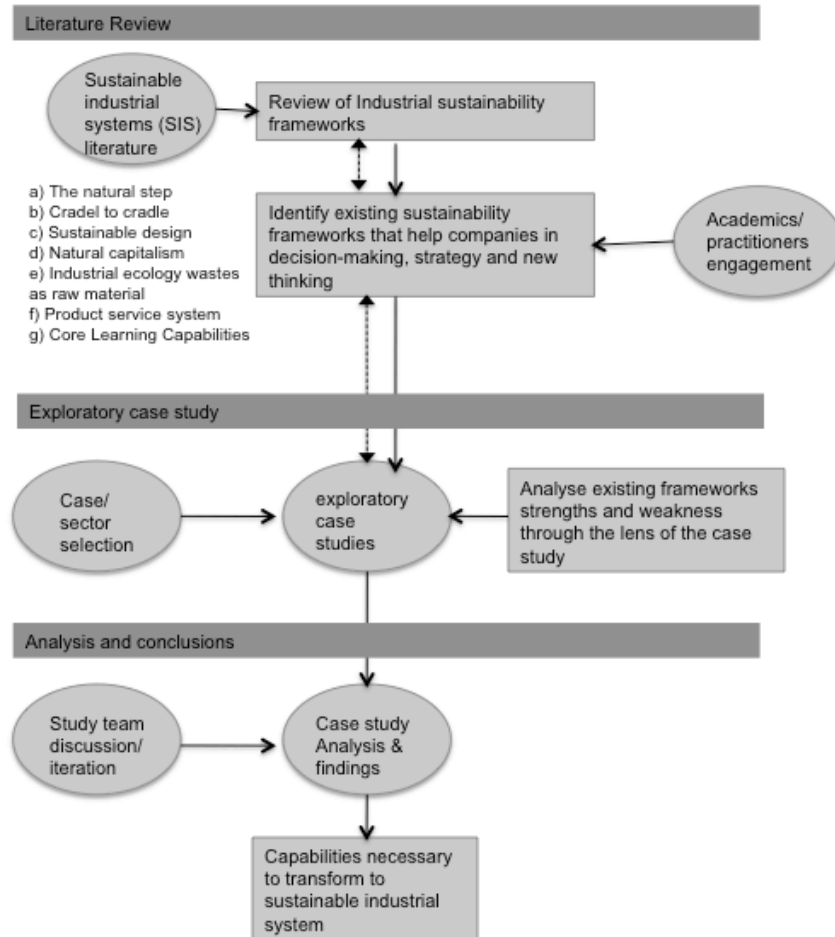 Literature Review
Sustainable
industrial
systems (SIS)
literature
Review of Industrial sustainability
frameworks
a) The natural step
b) Cradel to cradle
c) Sustainable design
d) Natural capitalism
e) Industrial ecology wastes
as raw material
f) Product service system
g) Core Learning Capabilities
Identify existing sustainability
frameworks that help companies in
decision-making, strategy and new
thinking
Academics/
practitioners
engagement
Exploratory case study
Case/
sector
selection
exploratory
case
studies
Analyse existing frameworks
strengths and weakness
through the lens of the case
study
Analysis and conclusions
Study team
discussion/
iteration
Case study
Analysis &
findings
Capabilities necessary
to transform to
sustainable industrial
system